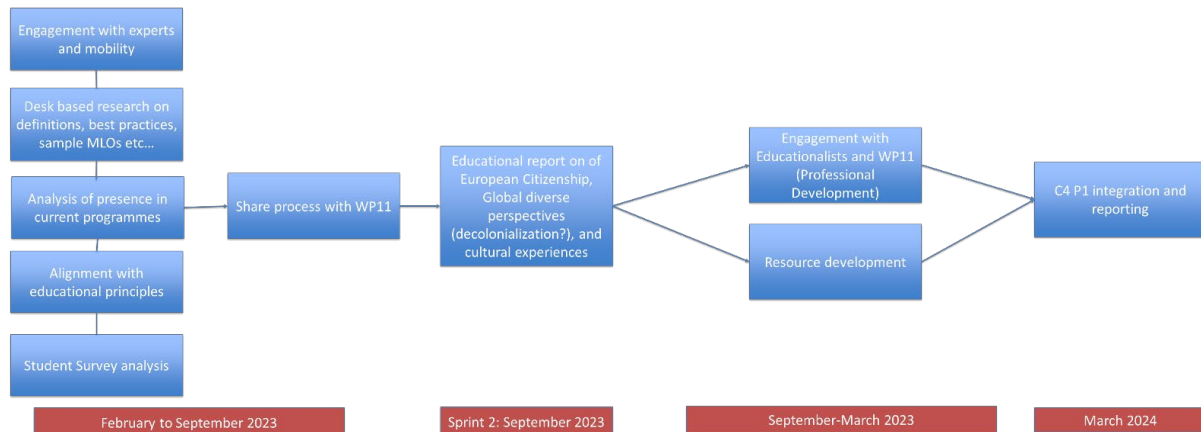 Engagement with experts
and mobility
Desk based research on
definitions, best practices,
sample MLOs etc...
Analysis of presence in
current programmes
Alignment with
educational principles
Student Survey analysis
Share process with WP11
Educational report on of
European Citizenship,
Global diverse
perspectives
(decolonialization?), and
cultural experiences
Engagement with
Educationalists and WP11
(Professional
Development)
Resource development
C4 P1 integration and
reporting
February to September 2023
Sprint 2: September 2023
September-March 2023
March 2024